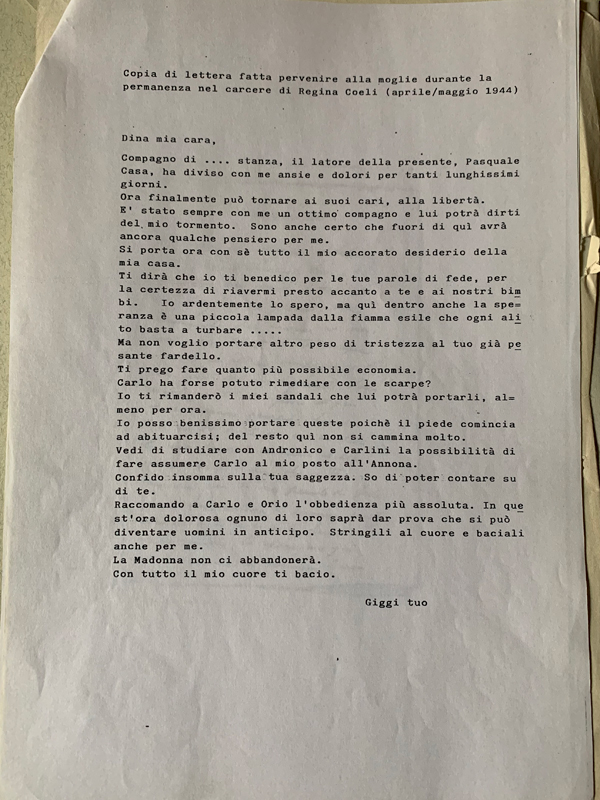 Copia di lettera fatta pervenire alla moglie durante la
permanenza nel carcere di Regina Coeli (aprile/maggio 1944)
Dina mia cara,
Compagno di .... stanza, il latore della presente, Pasquale
Casa, ha diviso con me ansie e dolori per tanti lunghissimi
giorni.
Ora finalmente può tornare ai suoi cari, alla libertà.
E' stato sempre con me un ottimo compagno e lui potrà dirti
del mio tormento. Sono anche certo che fuori di quì avrà
ancora qualche pensiero per me.
Si porta ora con sè tutto il mio accorato desiderio della
mia casa.
Ti dirà che io ti benedico per le tue parole di fede, per
la certezza di riavermi presto accanto a te e ai nostri bim
bi. Io ardentemente lo spero, ma quì dentro anche la spe=
ranza è una piccola lampada dalla fiamma esile che ogni ali
to basta a turbare .....
Ma non voglio portare altro peso di tristezza al tuo già pe
sante fardello.
Ti prego fare quanto più possibile economia.
Carlo ha forse potuto rimediare con le scarpe?
Io ti rimanderò i miei sandali che lui potrà portarli, al=
meno per ora.
Io posso benissimo portare queste poichè il piede comincia
ad abituarcisi; del resto quì non si cammina molto.
Vedi di studiare con Andronico e Carlini la possibilità di
fare assumere Carlo al mio posto all'Annona.
Confido insomma sulla tua saggezza. So di poter contare su
di te.
Raccomando a Carlo e Orio l'obbedienza più assoluta. In que
st'ora dolorosa ognuno di loro saprà dar prova che si può
diventare uomini in anticipo. Stringili al cuore e baciali
anche per me.
La Madonna non ci abbandonerà.
Con tutto il mio cuore ti bacio.
Giggi tuo